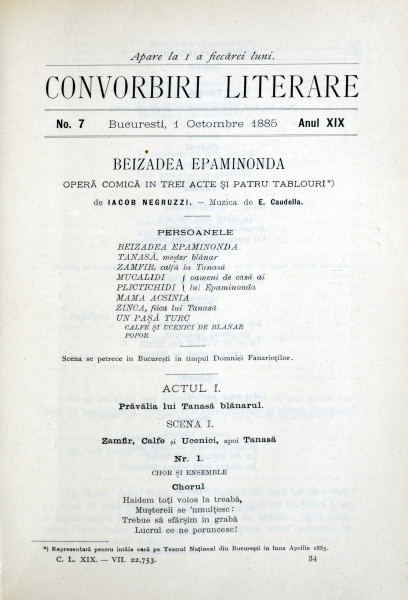 Apare la 1 a fiecărei luni.
CONVORBIRI LITERARE
No. 7 Bucuresti, 1 Octombre 1885 Anul XIX
BEIZADEA EPAMINONDA
OPERĂ COMICĂ IN TREI ACTE ȘI PATRU TABLOURI*)
de IACOB NEGRUZZI. — Muzica de E. Caudella.
PERSOANELE
BEIZADEA EPAMINONDA
TANASĂ, meșter blănar
ZAMFIR, calfă la Tanasă
MUCALIDI { oameni de casă ai
PLICTICHIDI { lui Epaminonda
MAMA ACSINIA
ZINCA, fiica lui Tanasă
UN PAȘĂ TURC
CALFE ȘI UCENICI DE BLANAR
POPOR
Scena se petrece in București in timpul Domniei Fanarioților.
ACTUL I.
Prăvălia lui Tanasă blănarul.
SCENA I.
Zamfir, Calfe și Ucenici, apoi Tanasă
Nr. 1.
CHOR ȘI ENSEMBLE
Chorul
Haidem toți voios la treabă,
Muștereii se 'nmulțesc:
Trebue să sfârșim in grabă
Lucrul ce ne poruncesc!
*) Representată pentru intâia oară pe Teatrul Național din București in luna Aprilie 1885.
C. L. XIX. — VII. 22,753. 34